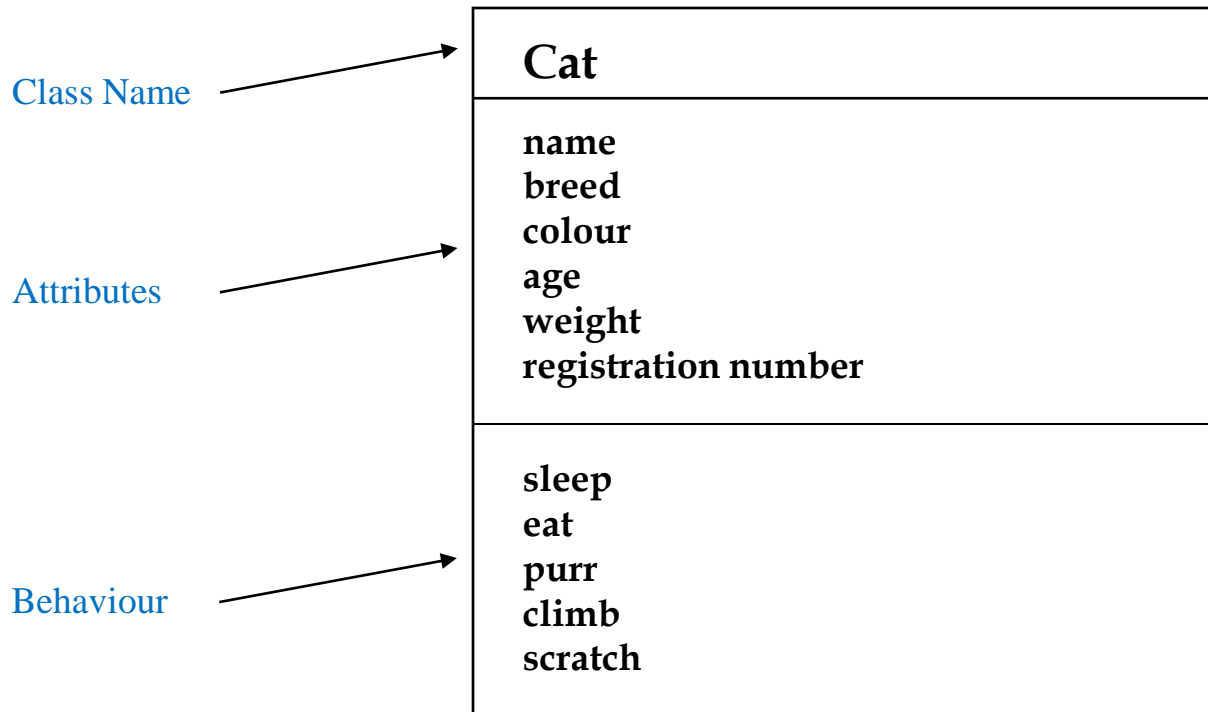 Cat
Class Name
name
breed
colour
age
Attributes
weight
registration number
sleep
eat
purr
Behaviour
climb
scratch